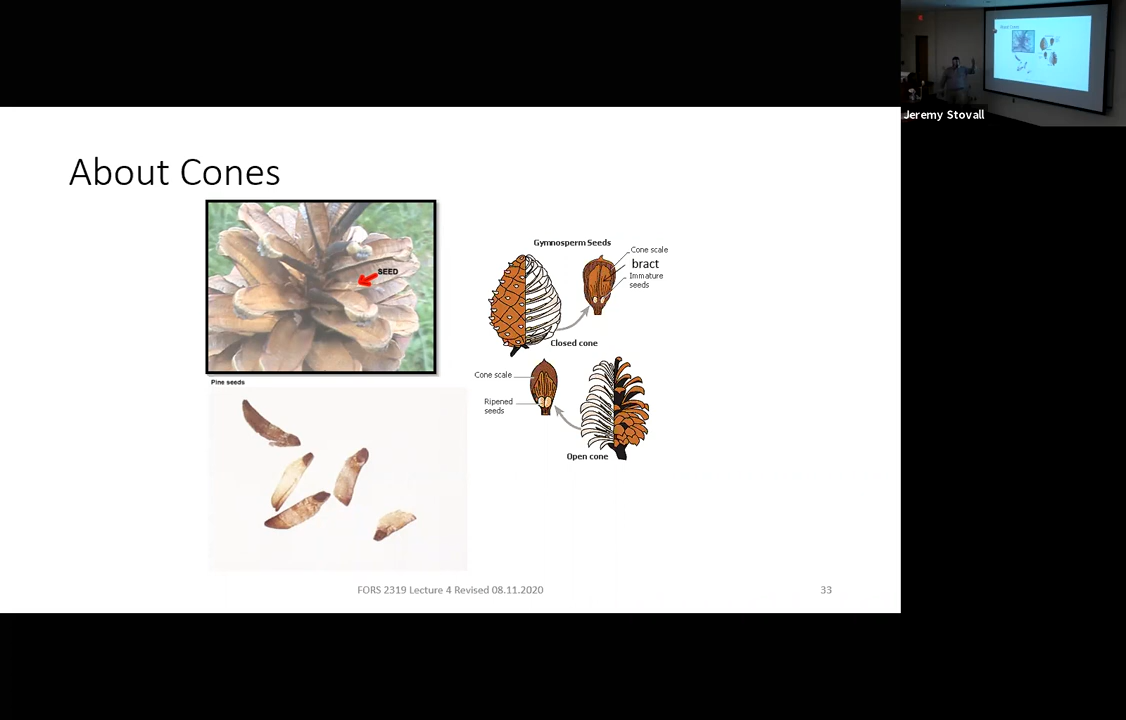 Jeremy Stovall
About Cones
SEED
Pine seeds
Gymnosperm Seeds
Cone scale
bract
Immature
seeds
Closed cone
Cone scale
Ripened
seeds
Open cone
FORS 2319 Lecture 4 Revised 08.11.2020
33